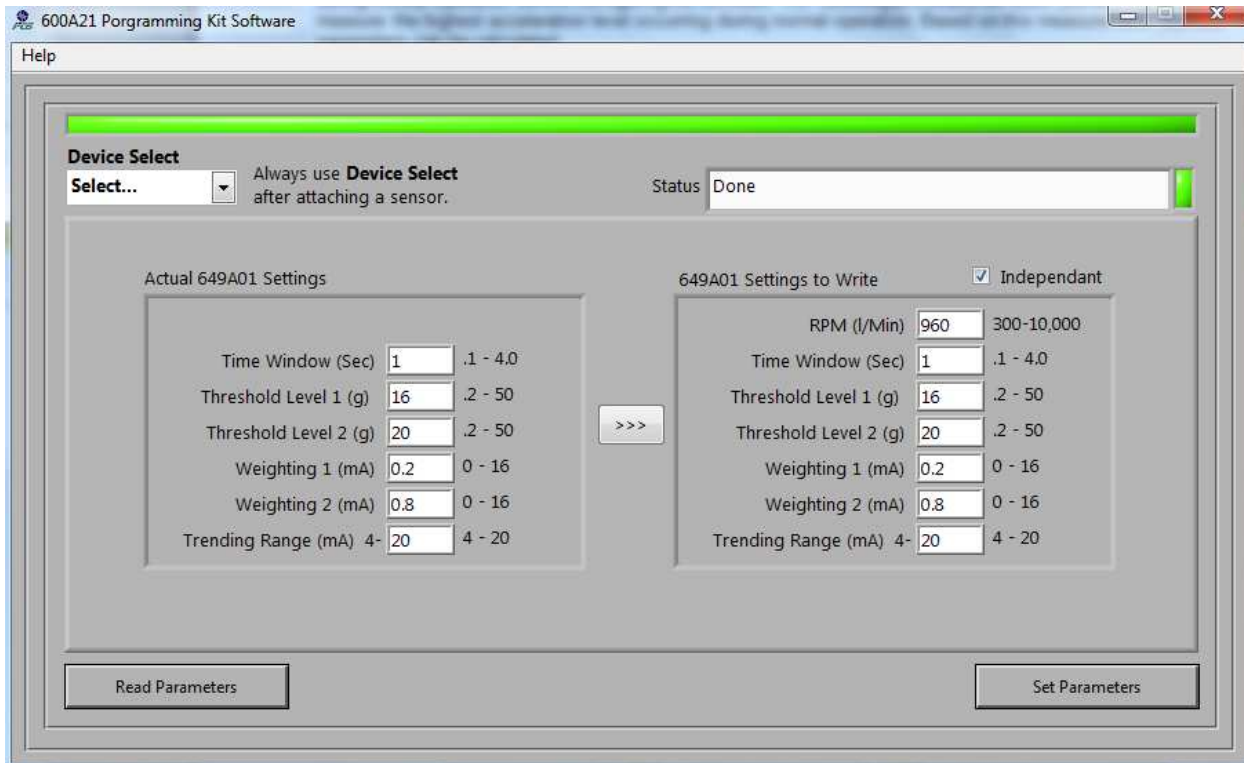 600A21 Porgramming Kit Software
Help
Device Select
Select...
Always use Device Select
after attaching a sensor.
Status Done
Actual 649A01 Settings
Time Window (Sec) 1 .1 - 4.0
Threshold Level 1 (g) 16 .2 - 50
Threshold Level 2 (g) 20 .2 - 50
Weighting 1 (mA) 0.2 0 - 16
Weighting 2 (mA) 0.8 0 - 16
Trending Range (mA) 4- 20 4 - 20
>>>
649A01 Settings to Write
Independant
RPM (l/Min) 960 300-10,000
Time Window (Sec) 1 .1 - 4.0
Threshold Level 1 (g) 16 .2 - 50
Threshold Level 2 (g) 20 .2 - 50
Weighting 1 (mA) 0.2 0 - 16
Weighting 2 (mA) 0.8 0 - 16
Trending Range (mA) 4- 20 4 - 20
Read Parameters
Set Parameters